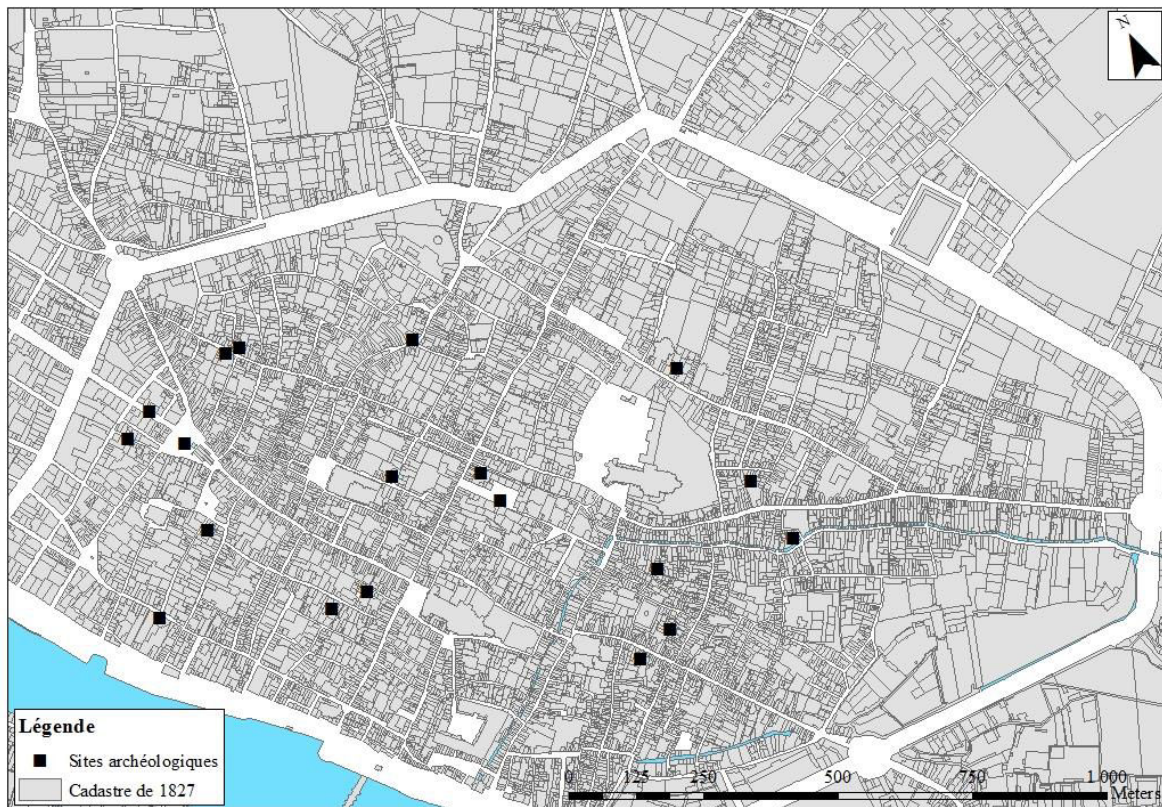 N
Légende
Sites archéologiques
Cadastre de 1827
0 125 250 500 750 1 000
Meters